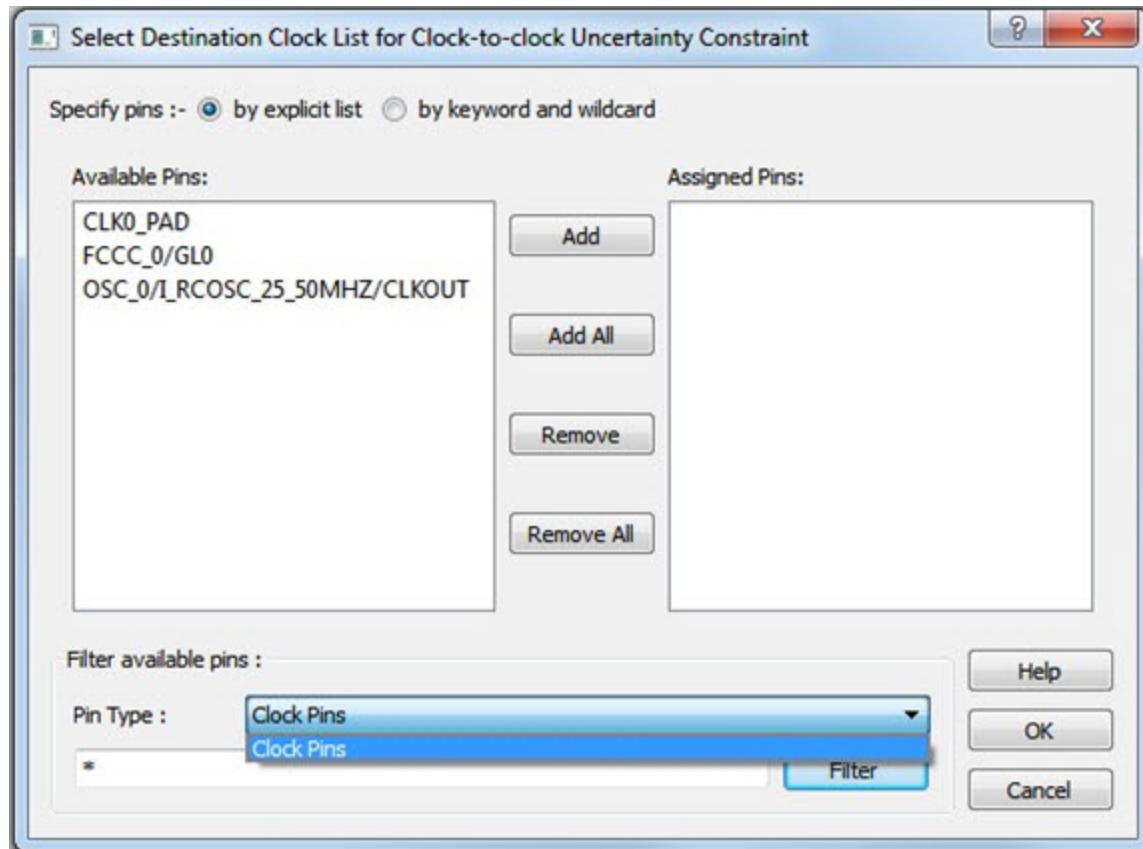 Select Destination Clock List for Clock-to-clock Uncertainty Constraint
Specify pins :- by explicit list by keyword and wildcard
Available Pins:
CLK0_PAD
FCCC_0/GL0
OSC_0/I_RCOSC_25_50MHZ/CLKOUT
Add
Add All
Remove
Remove All
Assigned Pins:
Filter available pins :
Pin Type : Clock Pins
Clock Pins
*
Filter
Help
OK
Cancel